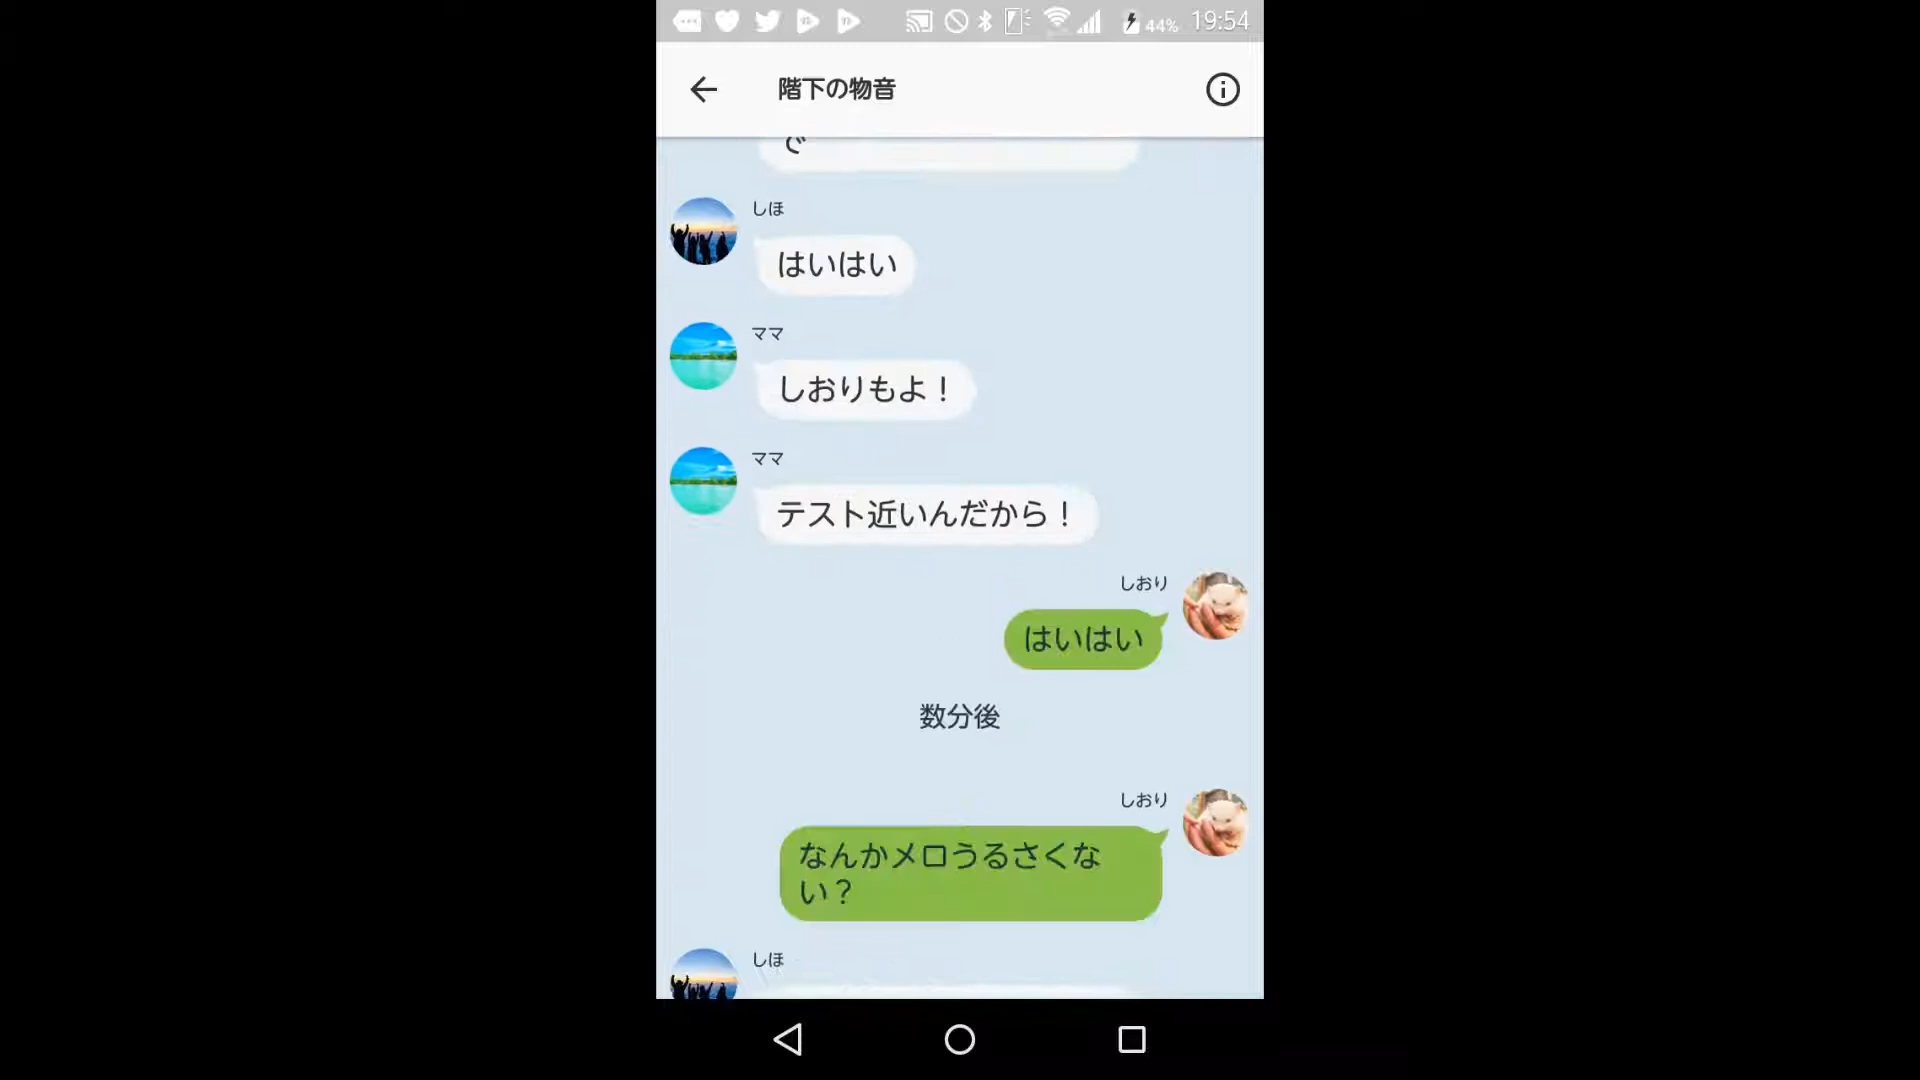 44% 19:54
階下の物音
しほ
はいはい
ママ
しおりもよ！
ママ
テスト近いんだから！
しおり
はいはい
数分後
しおり
なんかメロうるさくな
い？
しほ